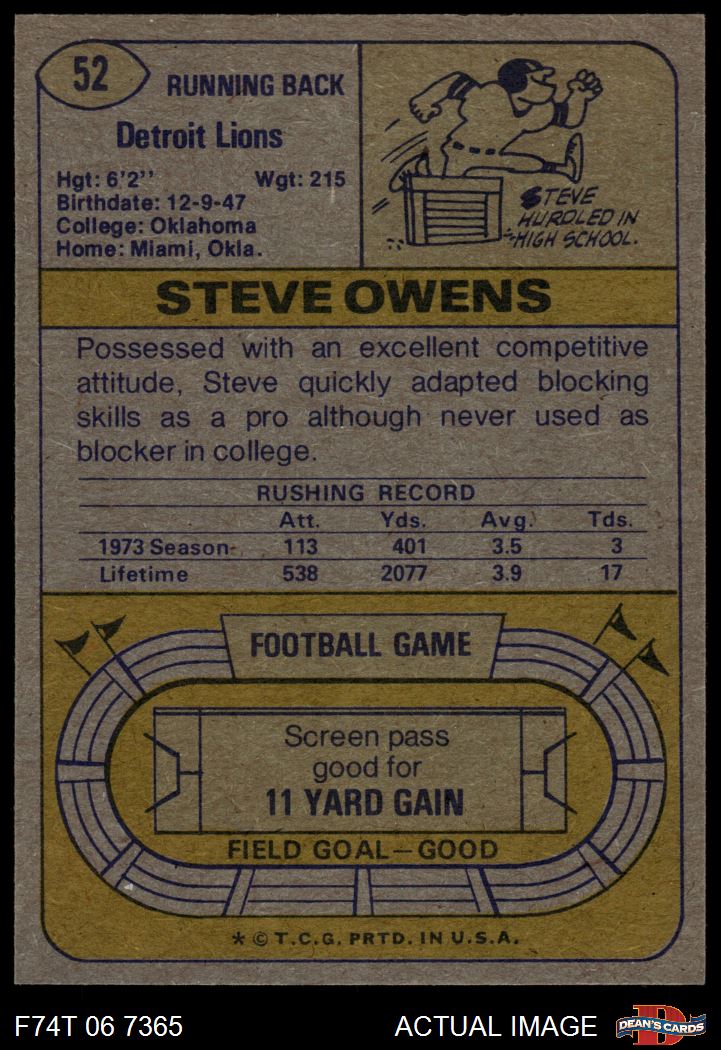 52
RUNNING BACK
Detroit Lions
Hgt: 6'2'' Wgt: 215
Birthdate: 12-9-47
College: Oklahoma
Home: Miami, Okla.
STEVE
HURDLED IN
HIGH SCHOOL.
STEVE OWENS
Possessed with an excellent competitive
attitude, Steve quickly adapted blocking
skills as a pro although never used as
blocker in college.
RUSHING RECORD
Att. Yds. Avg. Tds.
1973 Season 113 401 3.5 3
Lifetime 538 2077 3.9 17
FOOTBALL GAME
Screen pass
good for
11 YARD GAIN
FIELD GOAL—GOOD
* © T.C.G. PRTD. IN U.S.A.
F74T 06 7365 ACTUAL IMAGE DEAN'S CARDS